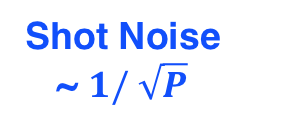 Shot Noise
~ 1/ √P